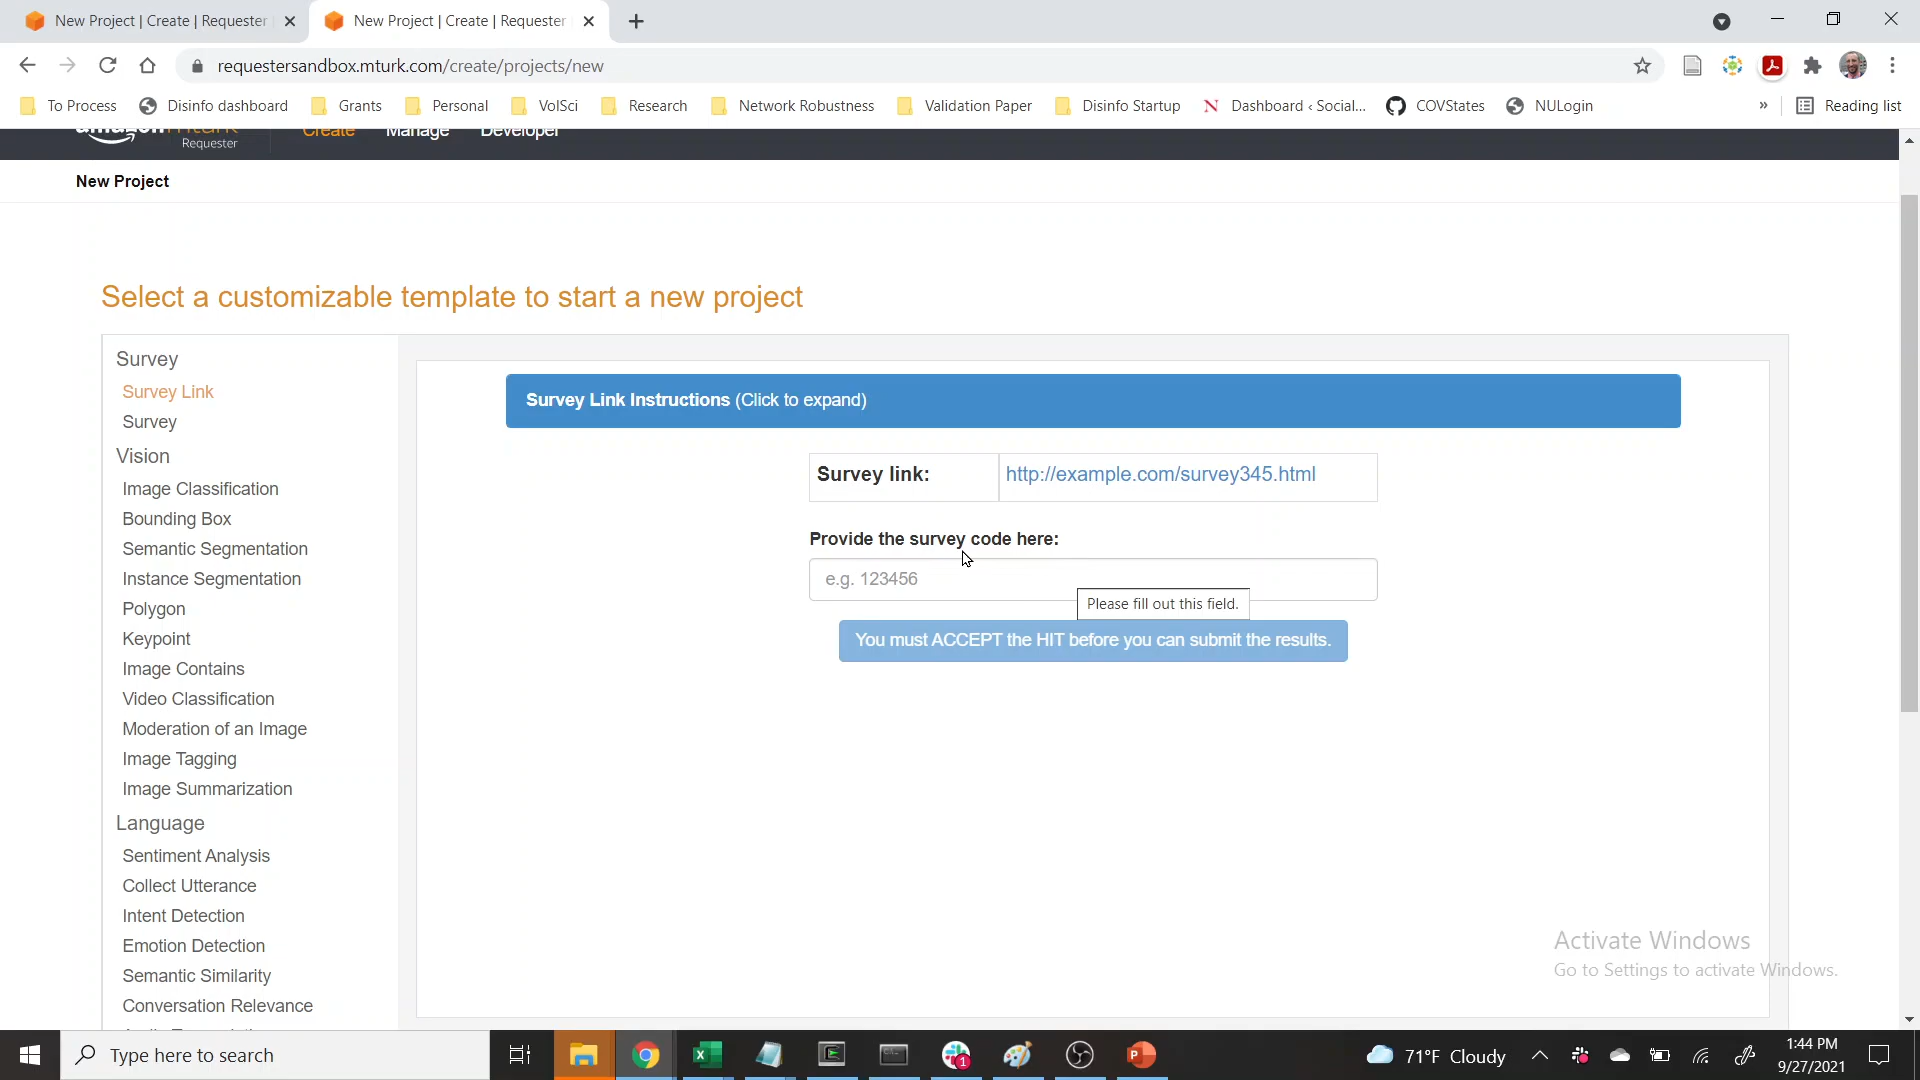 New Project | Create | Requester
New Project | Create | Requester
requestersandbox.mturk.com/create/projects/new
To Process
Disinfo dashboard
Grants
Personal
VolSci
Research
Network Robustness
Validation Paper
Disinfo Startup
N
Dashboard ‹ Social...
COVStates
NULogin
»
Reading list
amazon mturk
Requester
Create
Manage
Developer
New Project
Select a customizable template to start a new project
Survey
Survey Link
Survey
Vision
Image Classification
Bounding Box
Semantic Segmentation
Instance Segmentation
Polygon
Keypoint
Image Contains
Video Classification
Moderation of an Image
Image Tagging
Image Summarization
Language
Sentiment Analysis
Collect Utterance
Intent Detection
Emotion Detection
Semantic Similarity
Conversation Relevance
Survey Link Instructions (Click to expand)
Survey link:
http://example.com/survey345.html
Provide the survey code here:
e.g. 123456
Please fill out this field.
You must ACCEPT the HIT before you can submit the results.
Activate Windows
Go to Settings to activate Windows.
Type here to search
1
71°F Cloudy
1:44 PM
9/27/2021